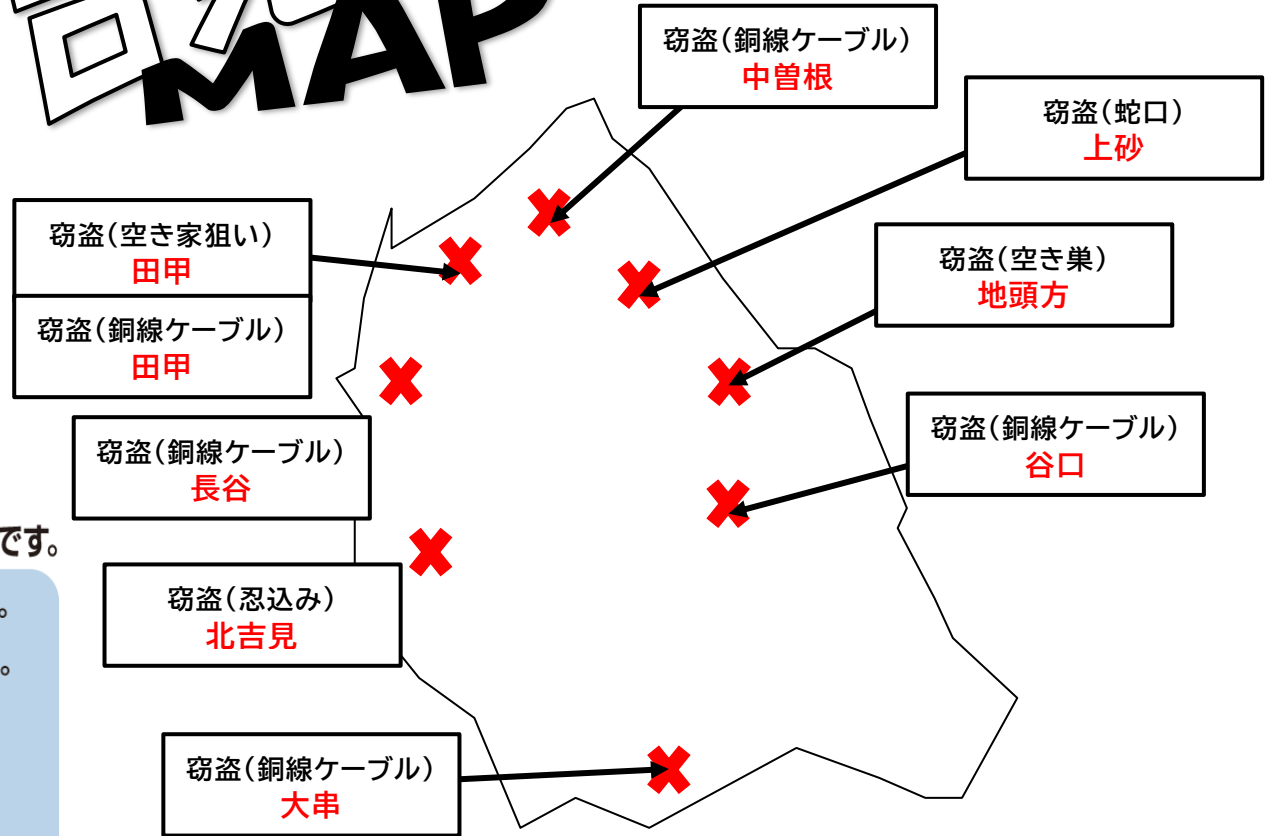 MAP
窃盗(銅線ケーブル)
中曽根
窃盗(蛇口)
上砂
窃盗(空き家狙い)
田甲
窃盗(空き巣)
地頭方
窃盗(銅線ケーブル)
田甲
窃盗(銅線ケーブル)
谷口
窃盗(銅線ケーブル)
長谷
です。
。
窃盗(忍込み)
北吉見
。
窃盗(銅線ケーブル)
大串